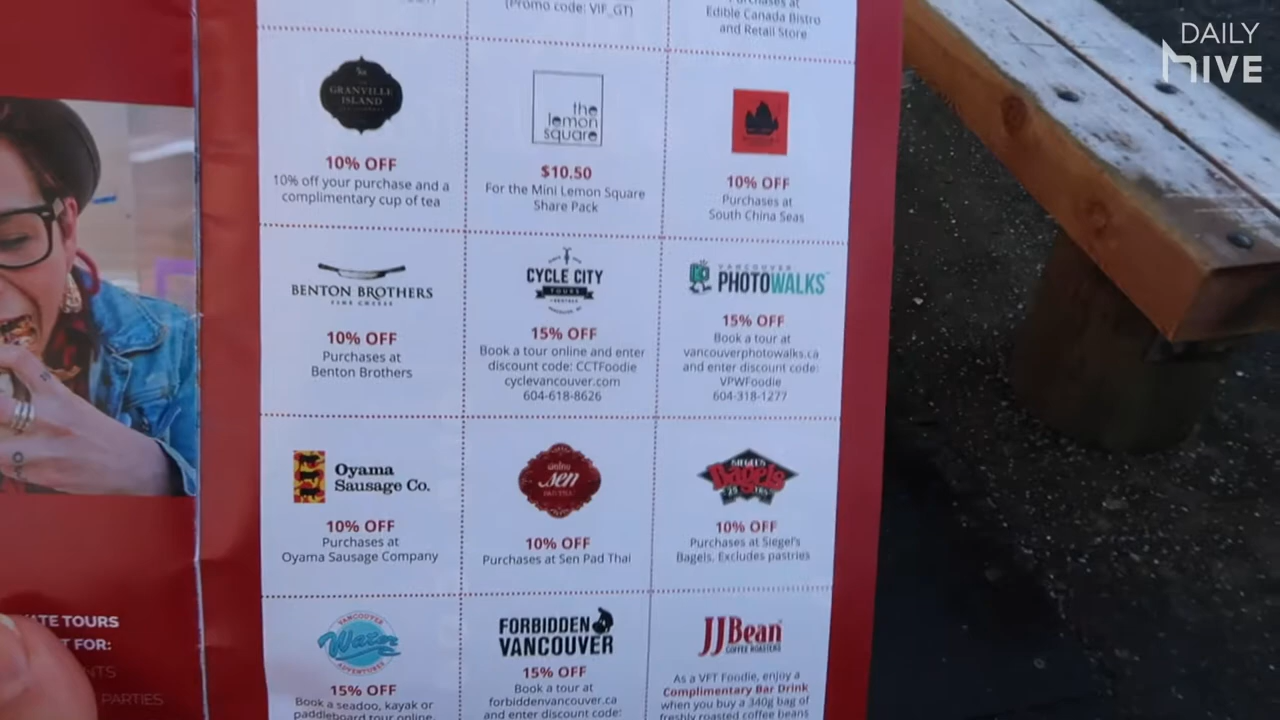 DAILY
HIVE
(Promo code: VIF_GT)
Purchases at
Edible Canada Bistro
and Retail Store
GRANVILLE
ISLAND
10% OFF
10% off your purchase and a
complimentary cup of tea
the
lemon
square
$10.50
For the Mini Lemon Square
Share Pack
10% OFF
Purchases at
South China Seas
BENTON BROTHERS
FINE CHEESE
10% OFF
Purchases at
Benton Brothers
CYCLE CITY
TOURS
15% OFF
Book a tour online and enter
discount code: CCTFoodie
cyclevancouver.com
604-618-8626
VANCOUVER
PHOTOWALKS
15% OFF
Book a tour at
vancouverphotowalks.ca
and enter discount code:
VPWFoodie
604-318-1277
Oyama
Sausage Co.
10% OFF
Purchases at
Oyama Sausage Company
sen
PAD THAI
10% OFF
Purchases at Sen Pad Thai
SIEGEL'S
Bagels
10% OFF
Purchases at Siegel's
Bagels. Excludes pastries
VANCOUVER
Water
ADVENTURES
15% OFF
Book a seadoo, kayak or
paddleboard tour online
FORBIDDEN
VANCOUVER
15% OFF
Book a tour at
forbiddenvancouver.ca
and enter discount code:
JJBean
COFFEE ROASTERS
As a VFT Foodie, enjoy a
Complimentary Bar Drink
when you buy a 340g bag of
freshly roasted coffee beans
ATE TOURS
T FOR:
NTS
PARTIES